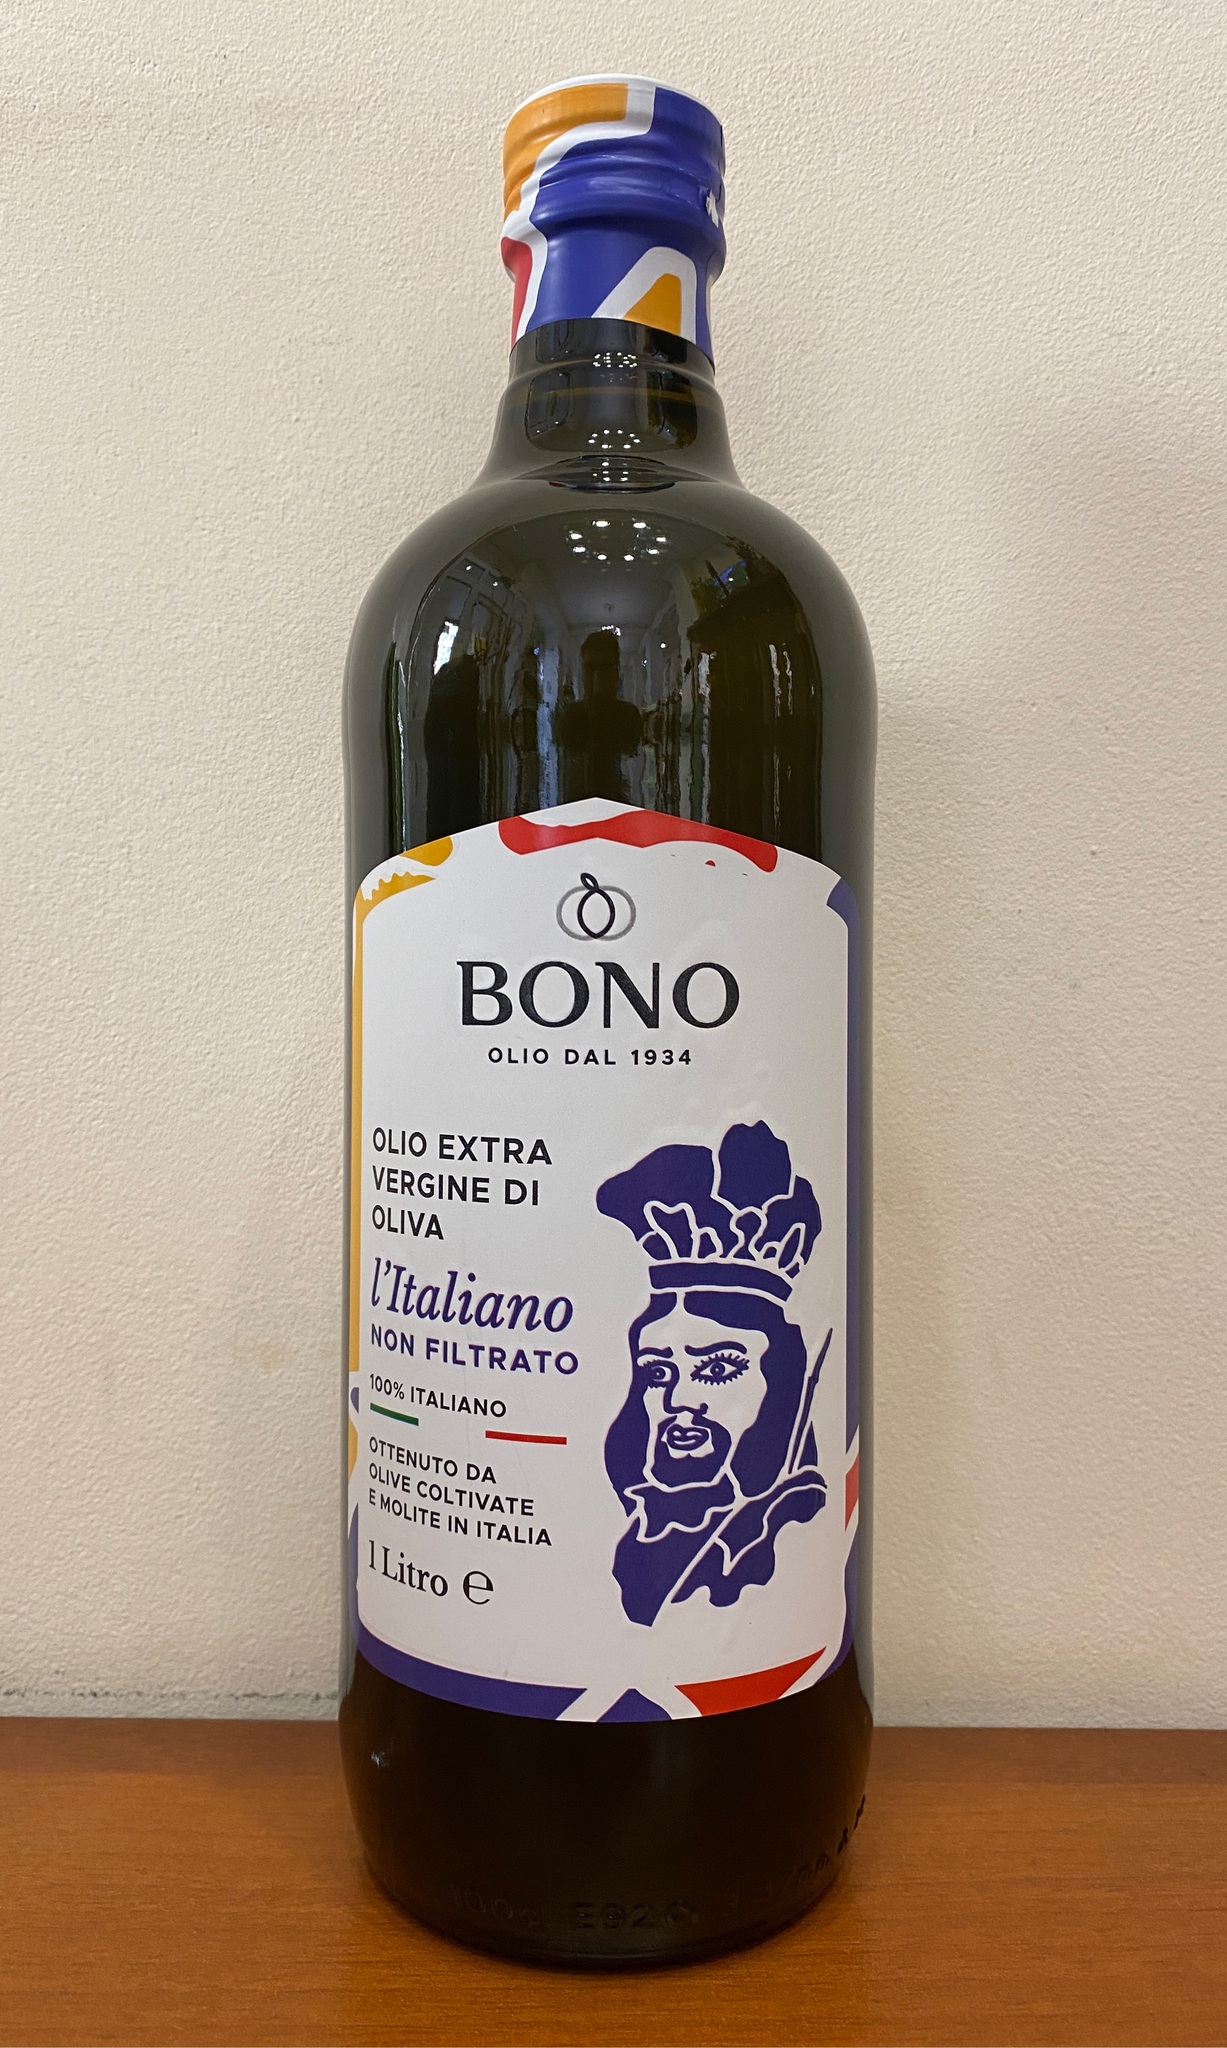 BONO
OLIO DAL 1934
OLIO EXTRA
VERGINE DI
OLIVA
l'Italiano
NON FILTRATO
100% ITALIANO
OTTENUTO DA
OLIVE COLTIVATE
E MOLITE IN ITALIA
1 Litro ℮